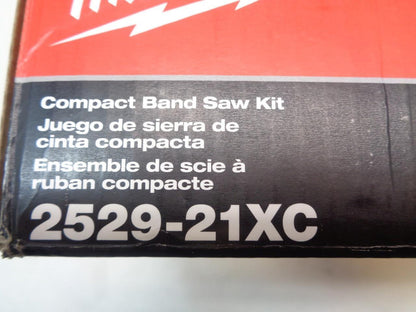 Compact Band Saw Kit
Juego de sierra de
cinta compacta
Ensemble de scie à
ruban compacte
2529-21XC